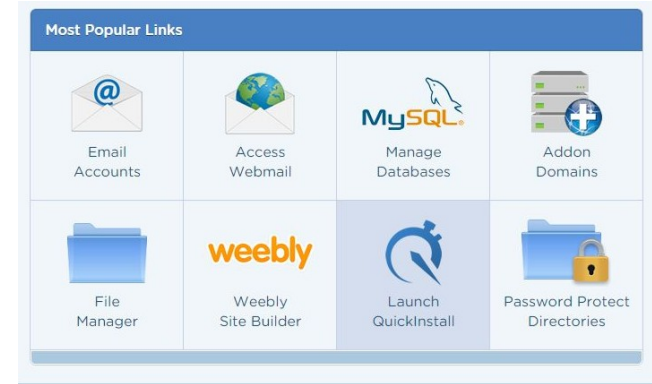 Most Popular Links
@
Email
Accounts
Access
Webmail
MySQL®
Manage
Databases
Addon
Domains
File
Manager
weebly
Weebly
Site Builder
Launch
QuickInstall
Password Protect
Directories